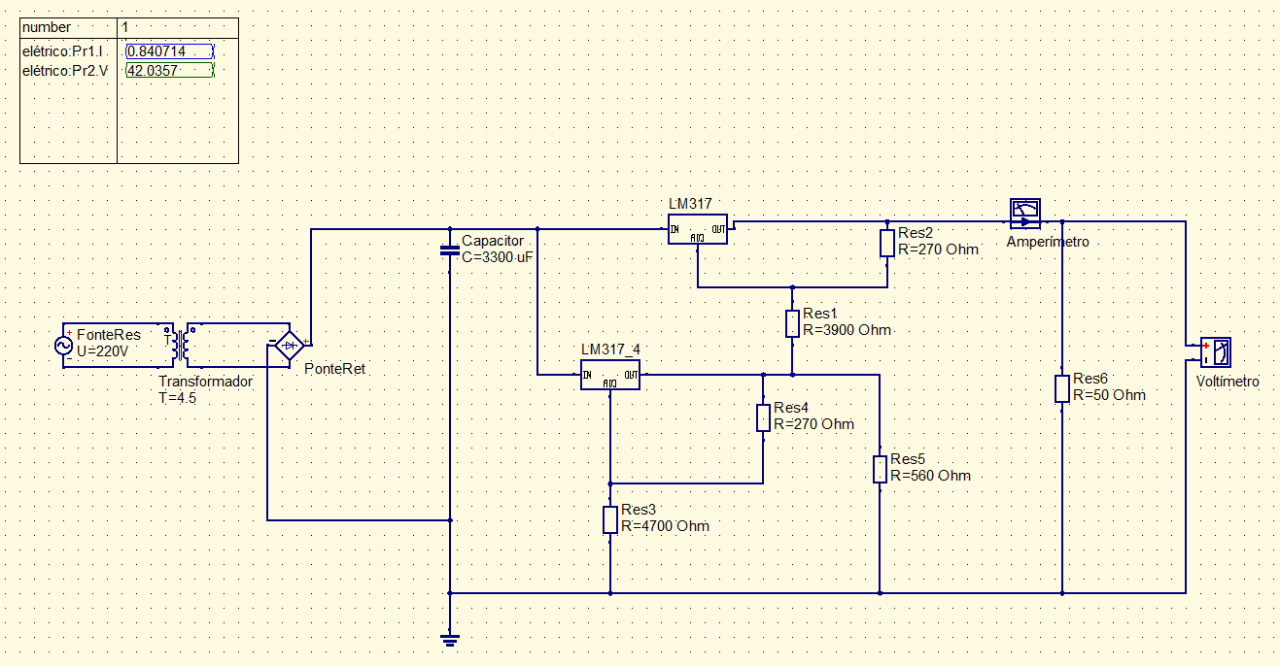 number 1
elétrico:Pr1.I 0.840714
elétrico:Pr2.V 42.0357
LM317
IN OUT
ADJ
Res2
R=270 Ohm
Amperímetro
Capacitor
C=3300 uF
Res1
R=3900 Ohm
FonteRes
U=220V
T
Transformador
T=4.5
PonteRet
LM317_4
IN OUT
ADJ
Voltímetro
Res6
R=50 Ohm
Res4
R=270 Ohm
Res5
R=560 Ohm
Res3
R=4700 Ohm